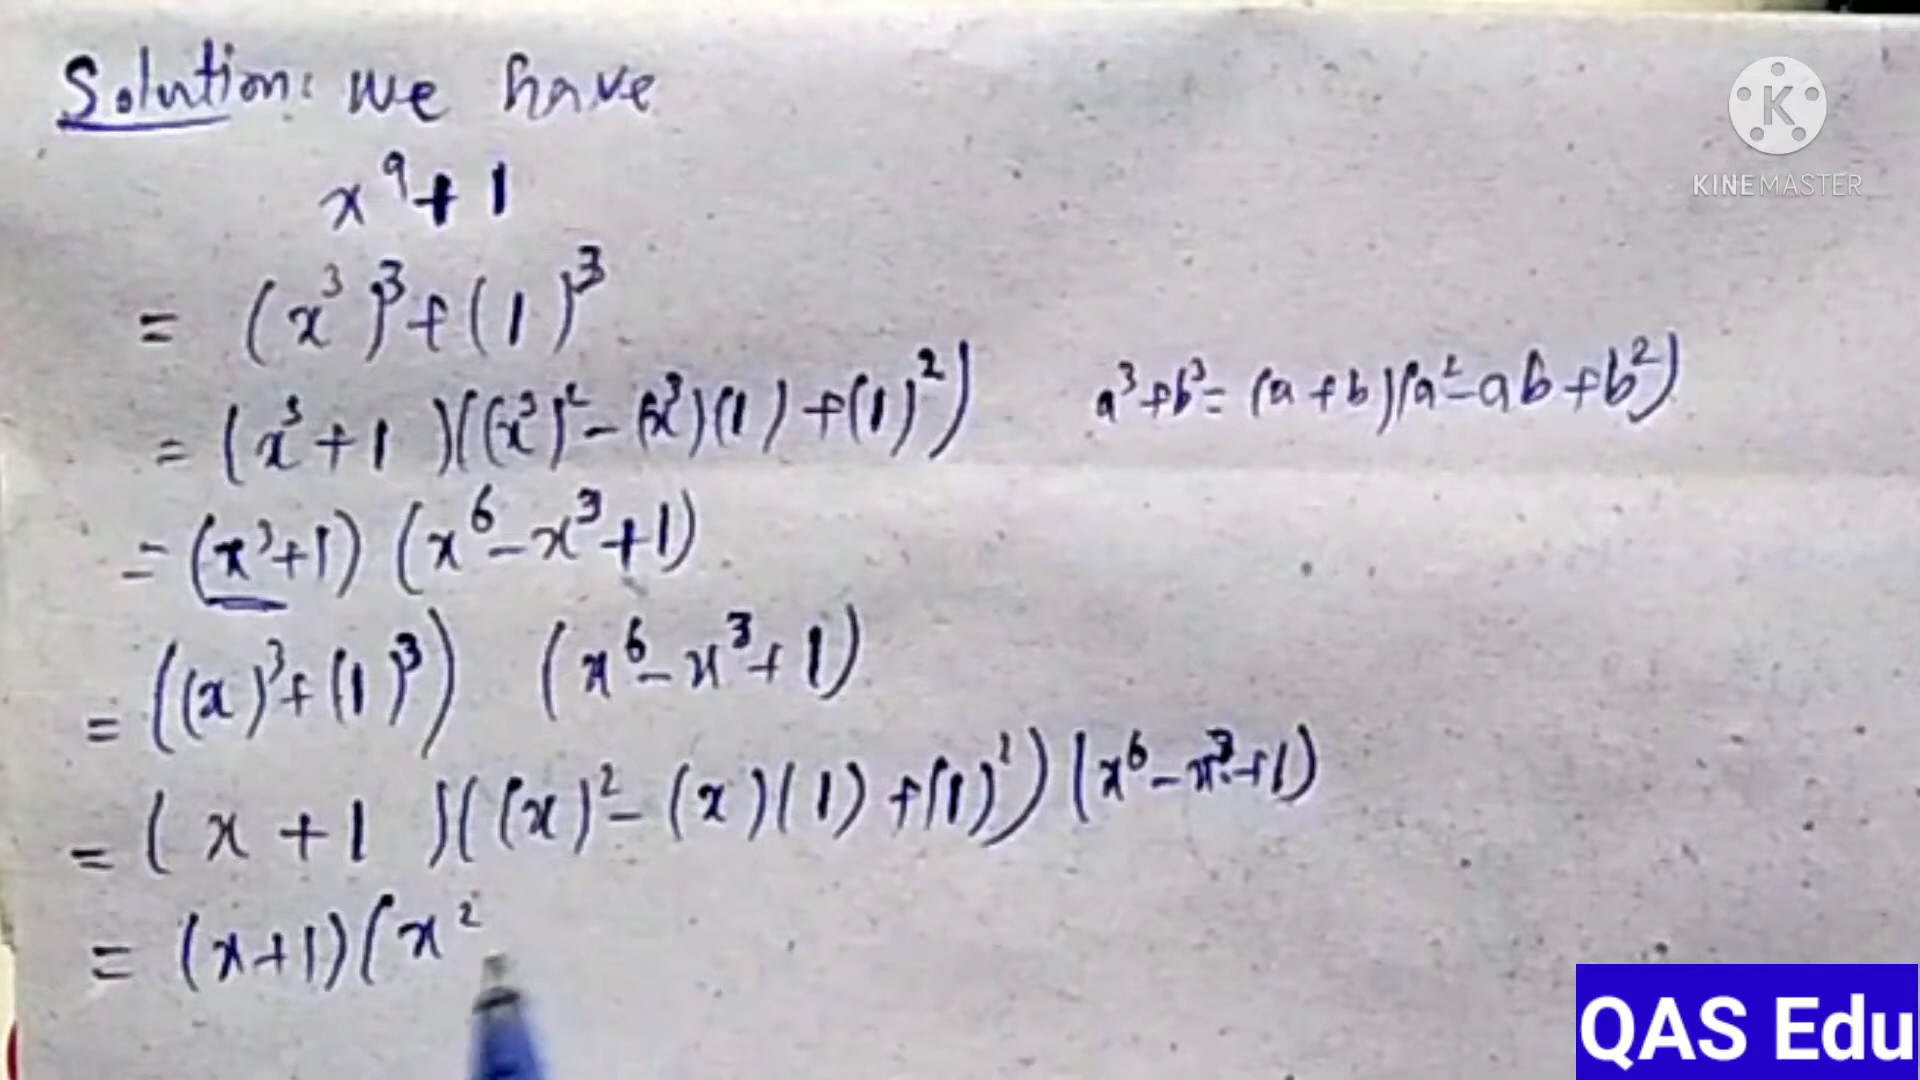 Solution: we have
x⁹ + 1
= (x³)³ + (1)³
= (x³ + 1)((x³)² - (x³)(1) + (1)²)
a³ + b³ = (a + b)(a² - ab + b²)
= (x³ + 1) (x⁶ - x³ + 1)
= ((x)³ + (1)³) (x⁶ - x³ + 1)
= (x + 1)((x)² - (x)(1) + (1)²)(x⁶ - x³ + 1)
= (x + 1)(x²
K
KINEMASTER
QAS Edu